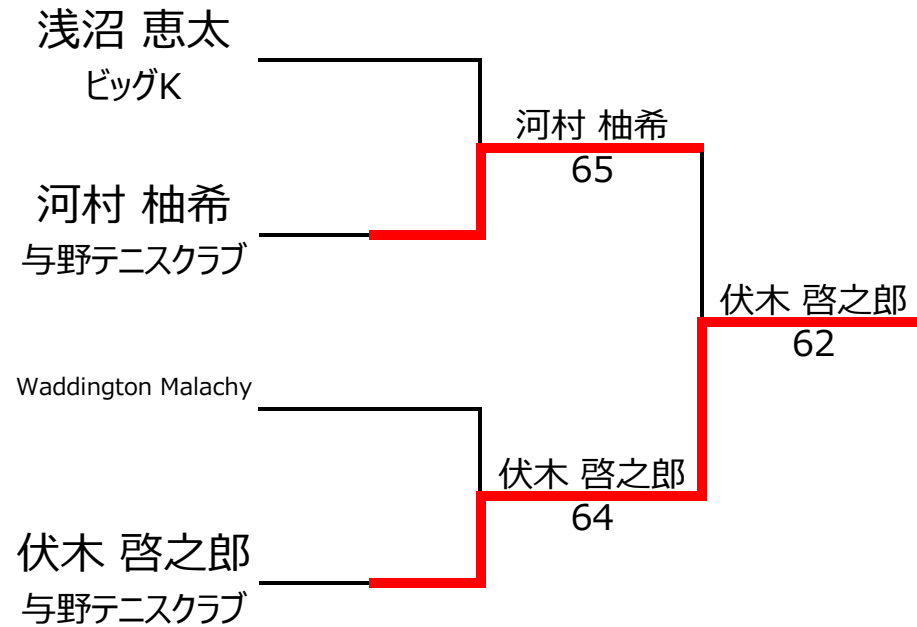 浅沼 恵太
ビッグK
河村 柚希
65
河村 柚希
与野テニスクラブ
伏木 啓之郎
62
Waddington Malachy
伏木 啓之郎
64
伏木 啓之郎
与野テニスクラブ